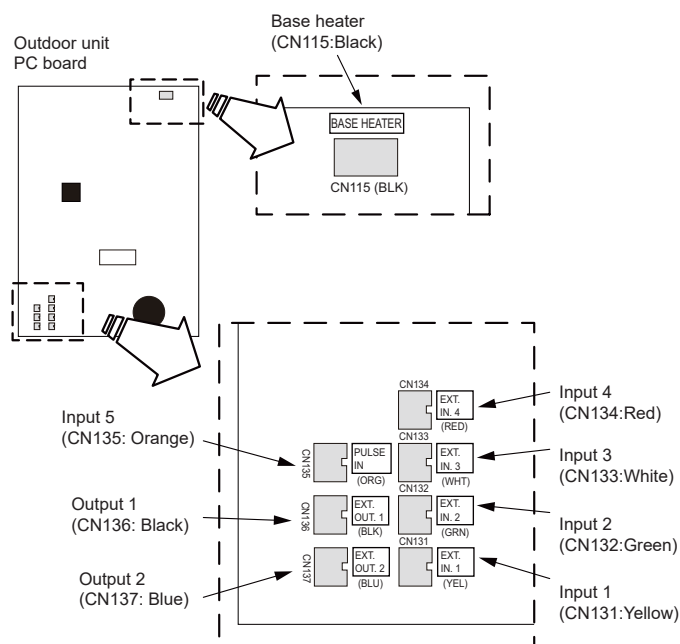 Base heater
(CN115:Black)
Outdoor unit
PC board
BASE HEATER
CN115 (BLK)
CN134
EXT.
IN. 4
(RED)
Input 4
(CN134:Red)
Input 5
(CN135: Orange)
CN135
PULSE
IN
(ORG)
CN133
EXT.
IN. 3
(WHT)
Input 3
(CN133:White)
Output 1
(CN136: Black)
CN136
EXT.
OUT. 1
(BLK)
CN132
EXT.
IN. 2
(GRN)
Input 2
(CN132:Green)
Output 2
(CN137: Blue)
CN137
EXT.
OUT. 2
(BLU)
CN131
EXT.
IN. 1
(YEL)
Input 1
(CN131:Yellow)